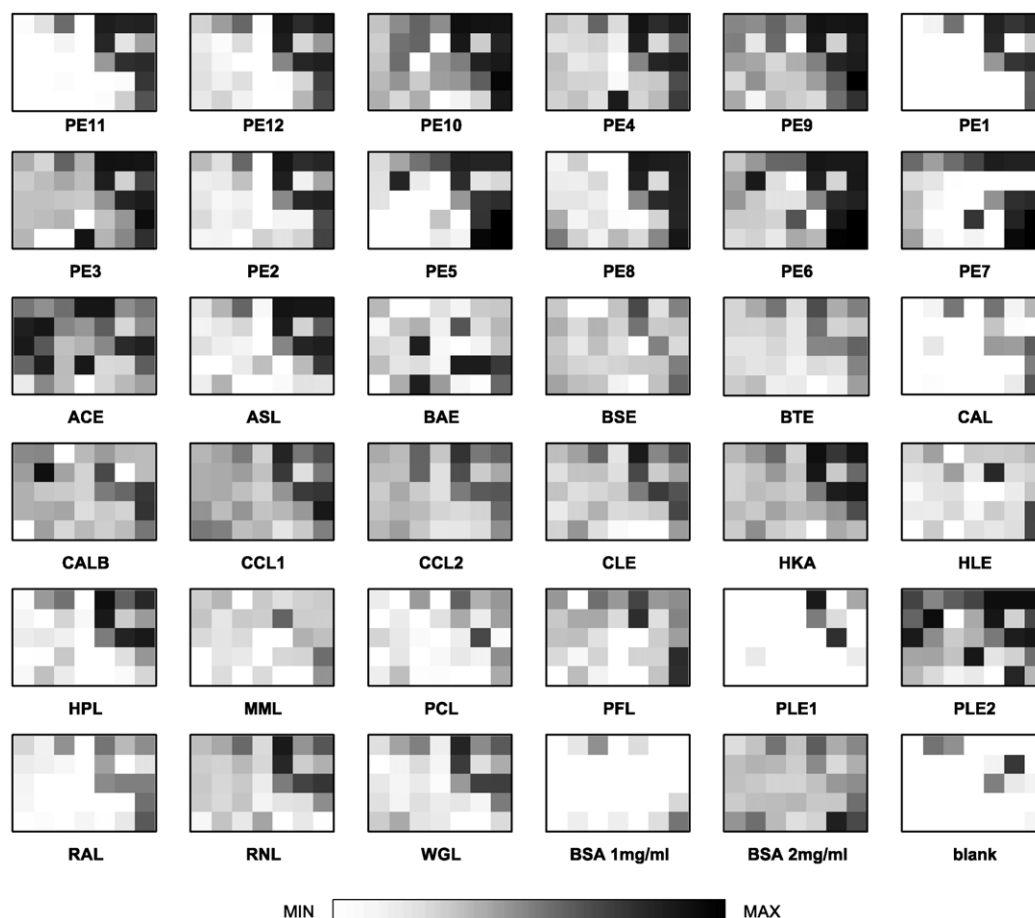 PE11 PE12 PE10 PE4 PE9 PE1
PE3 PE2 PE5 PE8 PE6 PE7
ACE ASL BAE BSE BTE CAL
CALB CCL1 CCL2 CLE HKA HLE
HPL MML PCL PFL PLE1 PLE2
RAL RNL WGL BSA 1mg/ml BSA 2mg/ml blank
MIN MAX